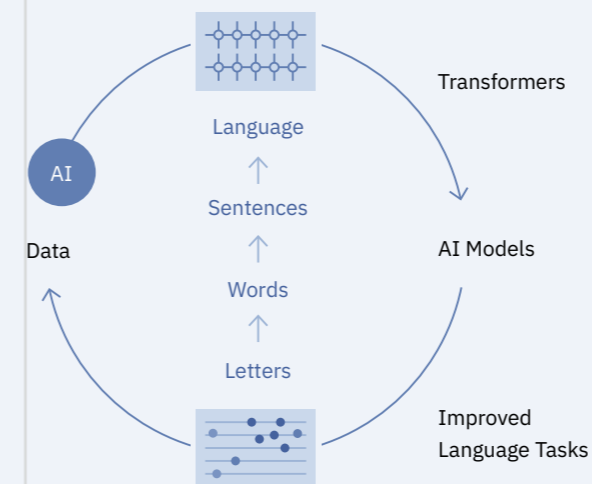 Transformers
Language
AI
Sentences
Data
AI Models
Words
Letters
Improved
Language Tasks